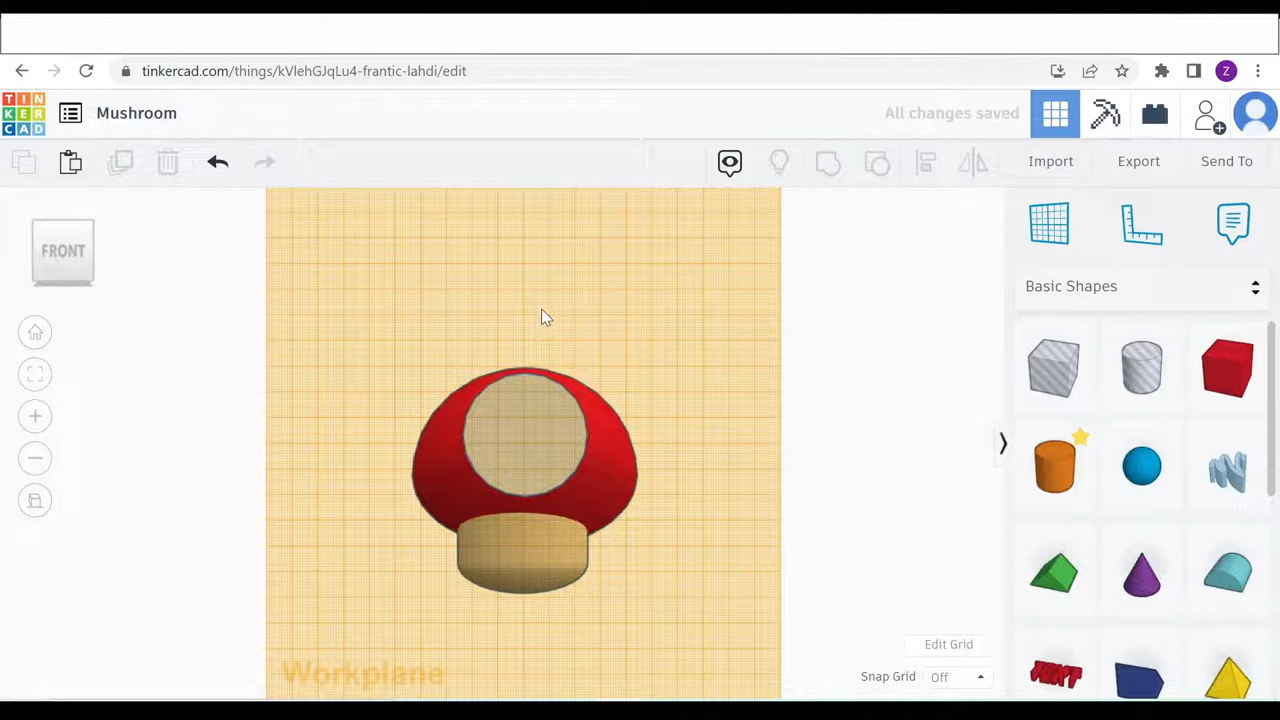 tinkercad.com/things/kVlehGJqLu4-frantic-lahdi/edit
Z
TIN
KER
CAD
Mushroom
All changes saved
Import
Export
Send To
FRONT
Basic Shapes
TEXT
Workplane
Edit Grid
Snap Grid
Off